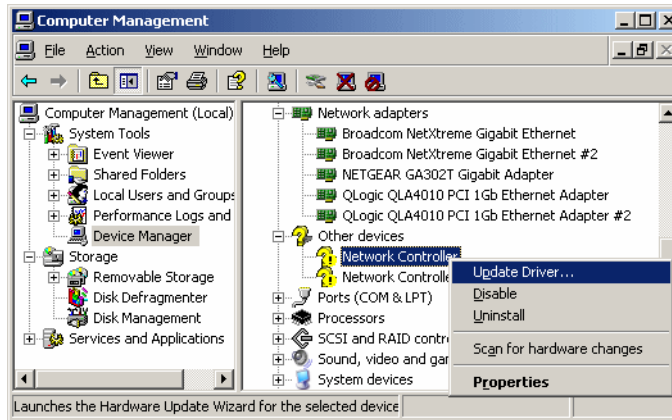 Computer Management
File Action View Window Help
Computer Management (Local)
System Tools
Event Viewer
Shared Folders
Local Users and Groups
Performance Logs and
Device Manager
Storage
Removable Storage
Disk Defragmenter
Disk Management
Services and Applications
Network adapters
Broadcom NetXtreme Gigabit Ethernet
Broadcom NetXtreme Gigabit Ethernet #2
NETGEAR GA302T Gigabit Adapter
QLogic QLA4010 PCI 1Gb Ethernet Adapter
QLogic QLA4010 PCI 1Gb Ethernet Adapter #2
Other devices
Network Controller
Network Controlle
Ports (COM & LPT)
Processors
SCSI and RAID contr
Sound, video and gam
System devices
Update Driver...
Disable
Uninstall
Scan for hardware changes
Properties
Launches the Hardware Update Wizard for the selected device